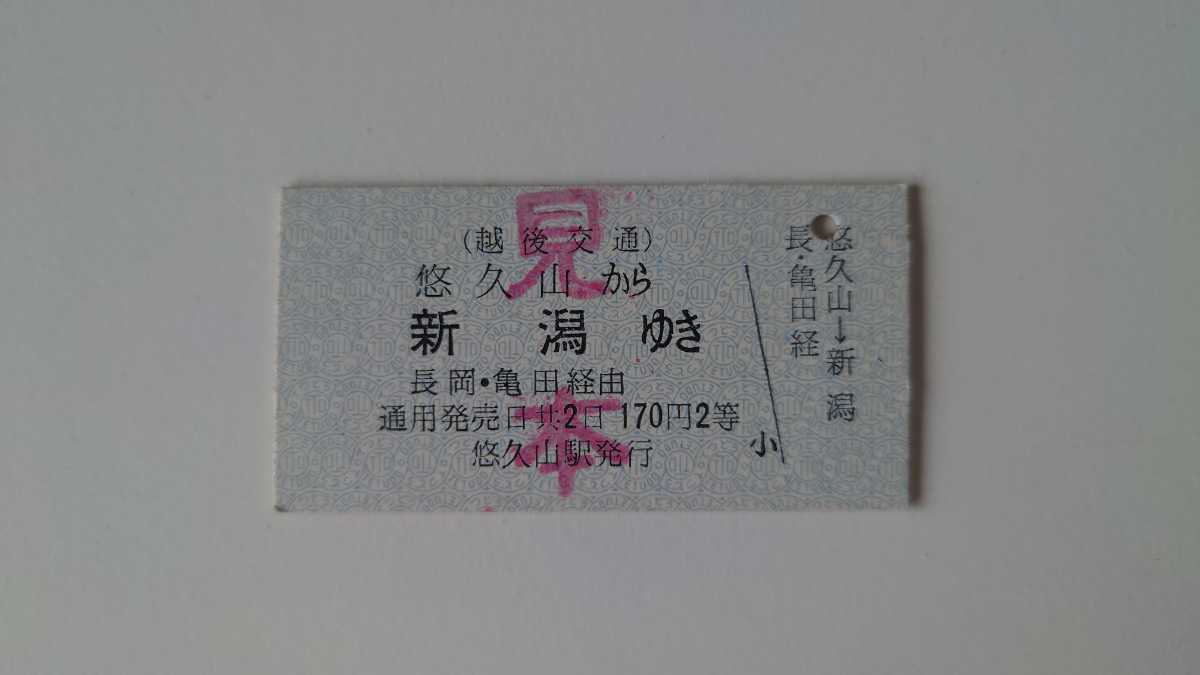 見本
(越後交通)
悠久山から
新潟ゆき
長岡・亀田経由
通用発売日共2日 170円2等
悠久山駅発行
小
悠久山→新潟
長・亀田経